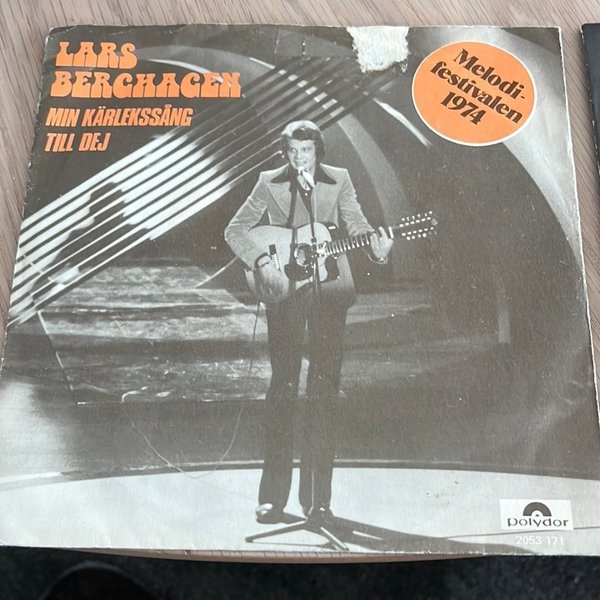 LARS
BERGHAGEN
MIN KÄRLEKSSÅNG
TILL DEJ
Melodi-
festivalen
1974
polydor
2053 171